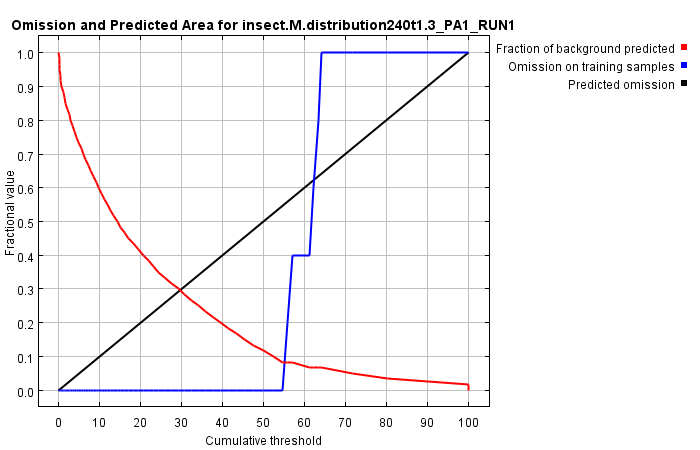 Omission and Predicted Area for insect.M.distribution240t1.3_PA1_RUN1
Fraction of background predicted
Omission on training samples
Predicted omission
Fractional value
1.0
0.9
0.8
0.7
0.6
0.5
0.4
0.3
0.2
0.1
0.0
0 10 20 30 40 50 60 70 80 90 100
Cumulative threshold